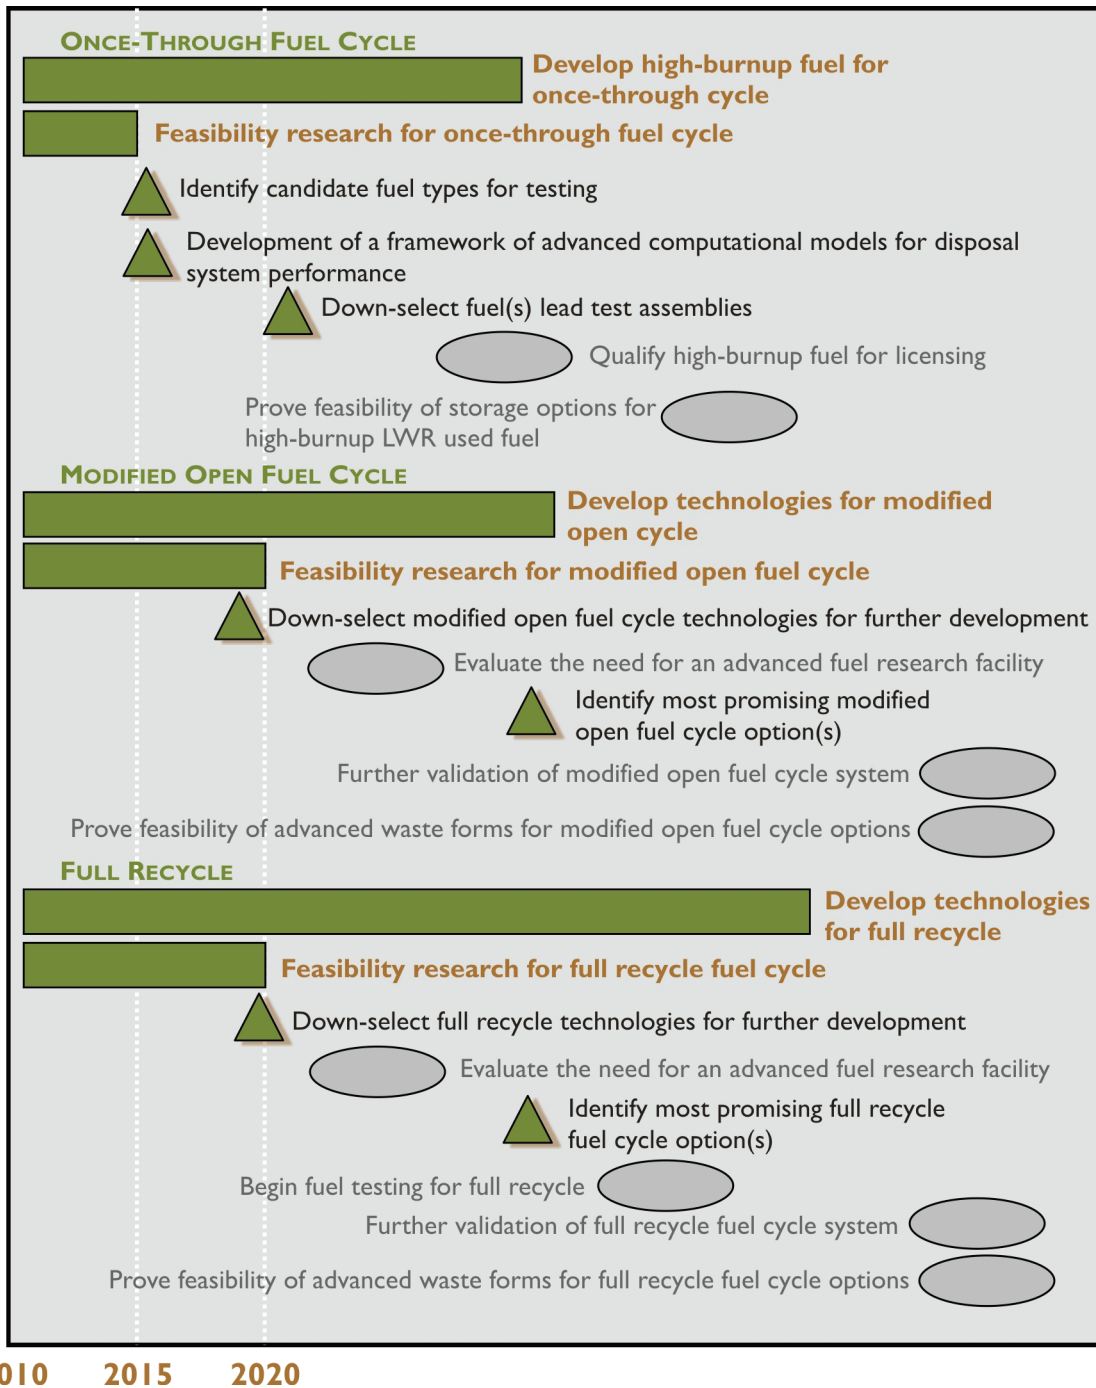 ONCE-THROUGH FUEL CYCLE
Develop high-burnup fuel for
once-through cycle
Feasibility research for once-through fuel cycle
Identify candidate fuel types for testing
Development of a framework of advanced computational models for disposal
system performance
Down-select fuel(s) lead test assemblies
Qualify high-burnup fuel for licensing
Prove feasibility of storage options for
high-burnup LWR used fuel
MODIFIED OPEN FUEL CYCLE
Develop technologies for modified
open cycle
Feasibility research for modified open fuel cycle
Down-select modified open fuel cycle technologies for further development
Evaluate the need for an advanced fuel research facility
Identify most promising modified
open fuel cycle option(s)
Further validation of modified open fuel cycle system
Prove feasibility of advanced waste forms for modified open fuel cycle options
FULL RECYCLE
Develop technologies
for full recycle
Feasibility research for full recycle fuel cycle
Down-select full recycle technologies for further development
Evaluate the need for an advanced fuel research facility
Identify most promising full recycle
fuel cycle option(s)
Begin fuel testing for full recycle
Further validation of full recycle fuel cycle system
Prove feasibility of advanced waste forms for full recycle fuel cycle options
010 2015 2020